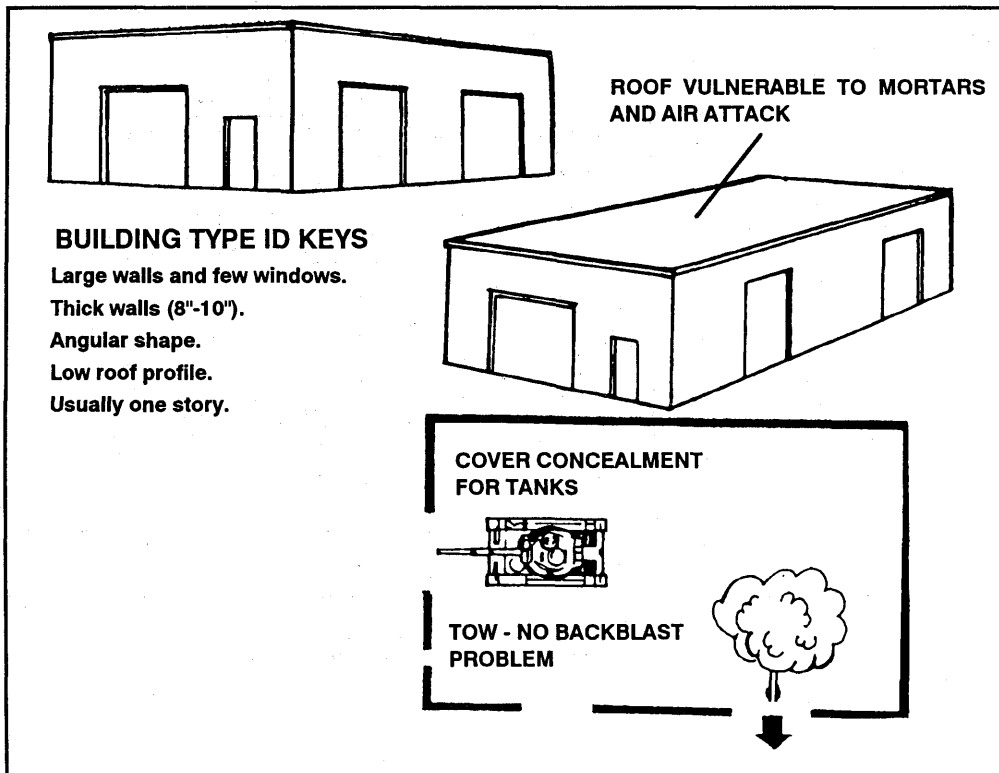 ROOF VULNERABLE TO MORTARS
AND AIR ATTACK
BUILDING TYPE ID KEYS
Large walls and few windows.
Thick walls (8"-10").
Angular shape.
Low roof profile.
Usually one story.
COVER CONCEALMENT
FOR TANKS
TOW - NO BACKBLAST
PROBLEM